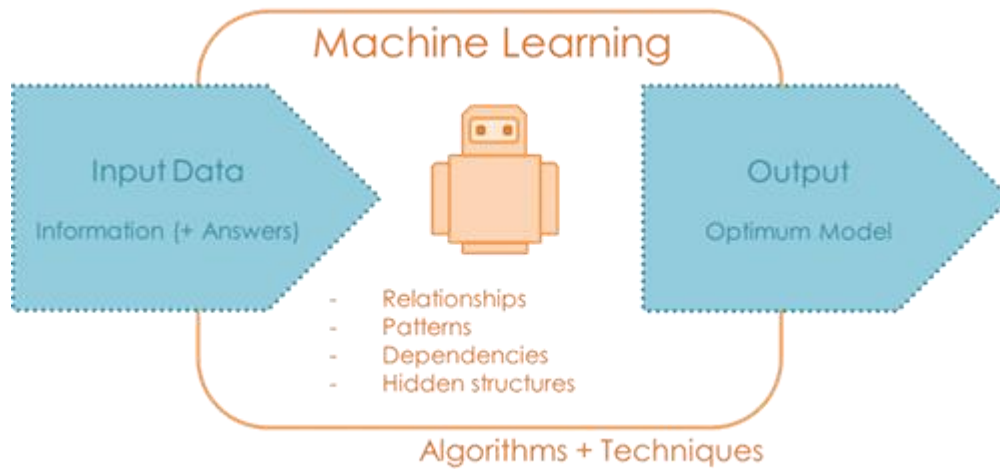 Machine Learning
Input Data
Information (+ Answers)
Output
Optimum Model
- Relationships
- Patterns
- Dependencies
- Hidden structures
Algorithms + Techniques